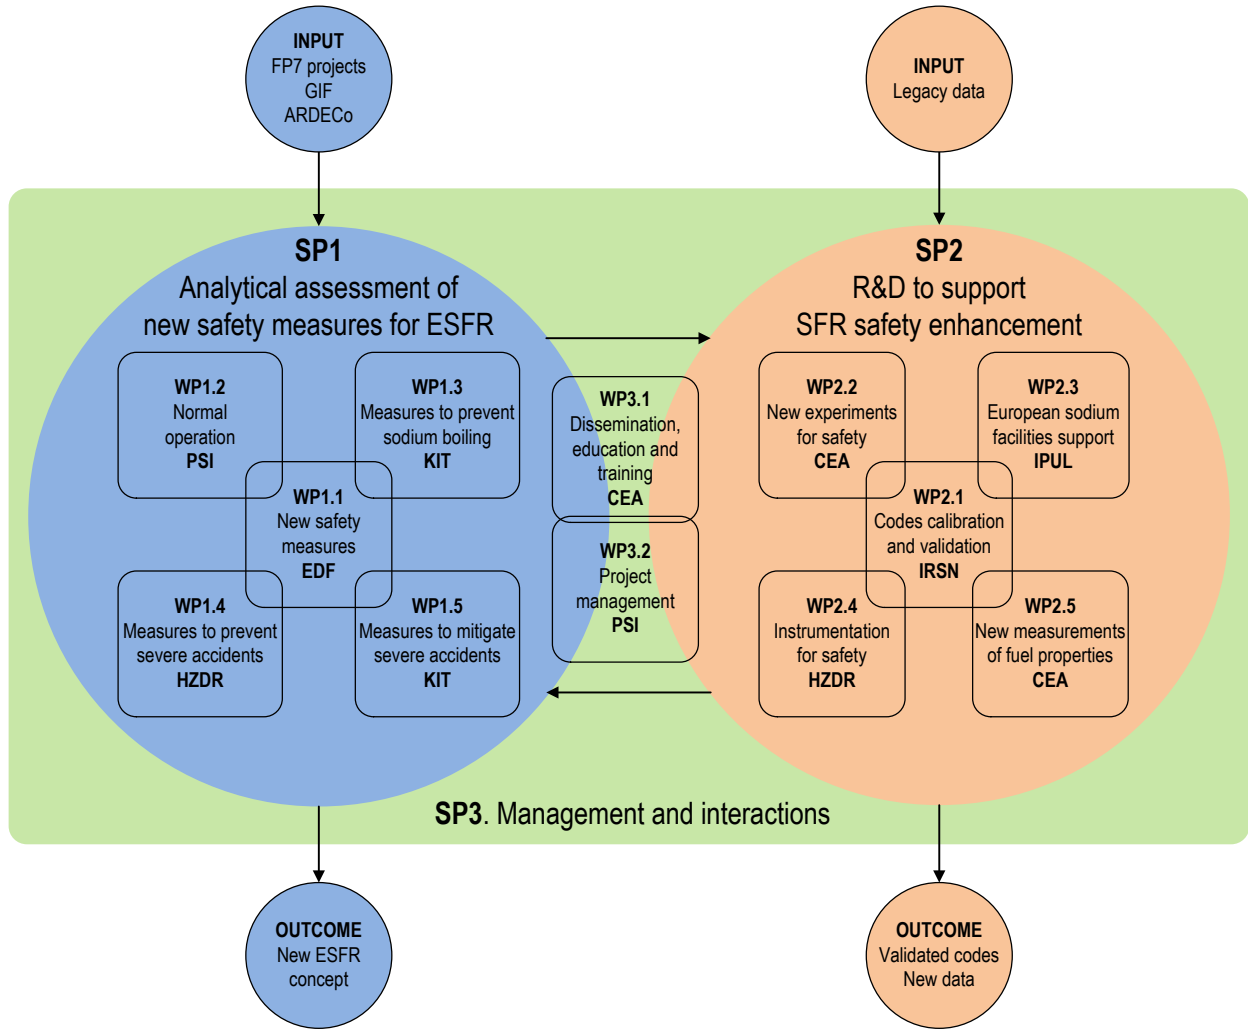 INPUT
FP7 projects
GIF
ARDECo
INPUT
Legacy data
SP1
Analytical assessment of
new safety measures for ESFR
SP2
R&D to support
SFR safety enhancement
WP1.2
Normal
operation
PSI
WP1.3
Measures to prevent
sodium boiling
KIT
WP1.1
New safety
measures
EDF
WP1.4
Measures to prevent
severe accidents
HZDR
WP1.5
Measures to mitigate
severe accidents
KIT
WP3.1
Dissemination,
education and
training
CEA
WP3.2
Project
management
PSI
WP2.2
New experiments
for safety
CEA
WP2.3
European sodium
facilities support
IPUL
WP2.1
Codes calibration
and validation
IRSN
WP2.4
Instrumentation
for safety
HZDR
WP2.5
New measurements
of fuel properties
CEA
SP3. Management and interactions
OUTCOME
New ESFR
concept
OUTCOME
Validated codes
New data